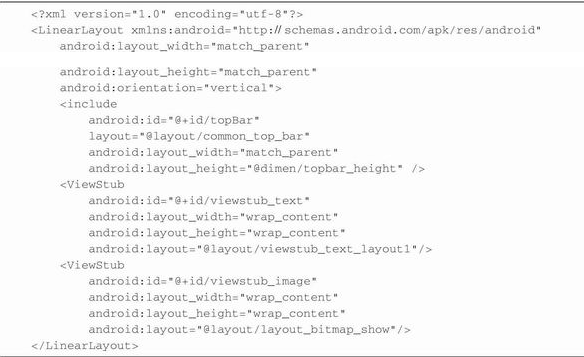 <?xml version="1.0" encoding="utf-8"?>
<LinearLayout xmlns:android="http://schemas.android.com/apk/res/android"
    android:layout_width="match_parent"
    android:layout_height="match_parent"
    android:orientation="vertical">
    <include
        android:id="@+id/topBar"
        layout="@layout/common_top_bar"
        android:layout_width="match_parent"
        android:layout_height="@dimen/topbar_height" />
    <ViewStub
        android:id="@+id/viewstub_text"
        android:layout_width="wrap_content"
        android:layout_height="wrap_content"
        android:layout="@layout/viewstub_text_layout1"/>
    <ViewStub
        android:id="@+id/viewstub_image"
        android:layout_width="wrap_content"
        android:layout_height="wrap_content"
        android:layout="@layout/layout_bitmap_show"/>
</LinearLayout>